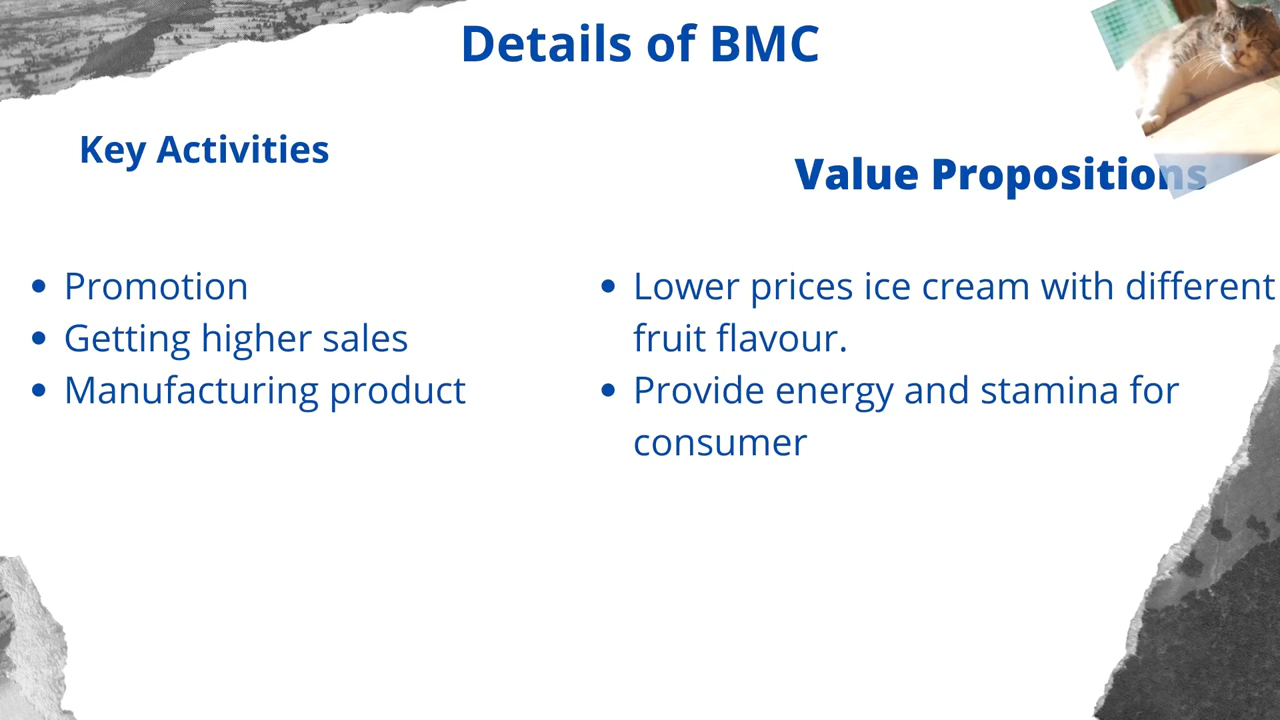 Details of BMC
Key Activities
Value Propositions
Promotion
Getting higher sales
Manufacturing product
Lower prices ice cream with different
fruit flavour.
Provide energy and stamina for
consumer